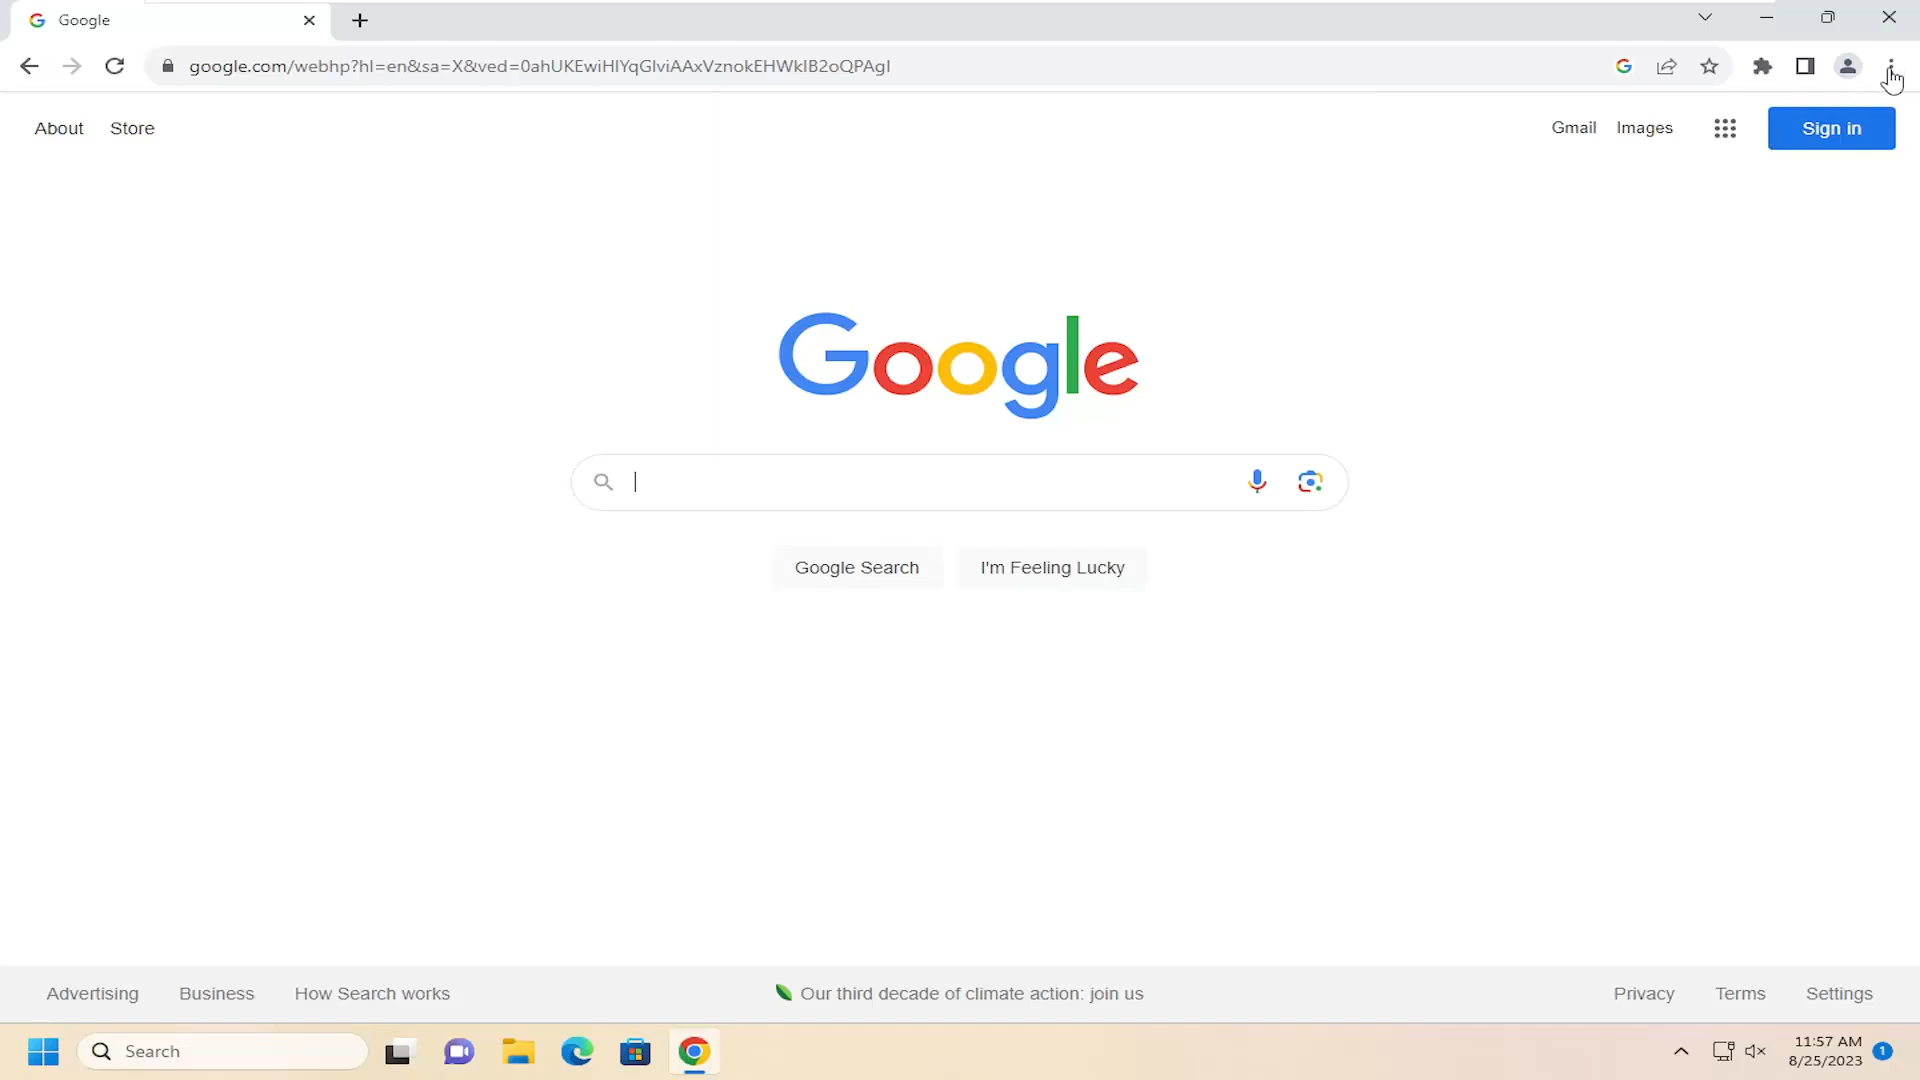 Google
google.com/webhp?hl=en&sa=X&ved=0ahUKEwiHlYqGlviAAxVznokEHWkIB2oQPAgI
About Store
Gmail Images Sign in
Google
Google Search I'm Feeling Lucky
Advertising Business How Search works Our third decade of climate action: join us Privacy Terms Settings
Search
11:57 AM
8/25/2023
1